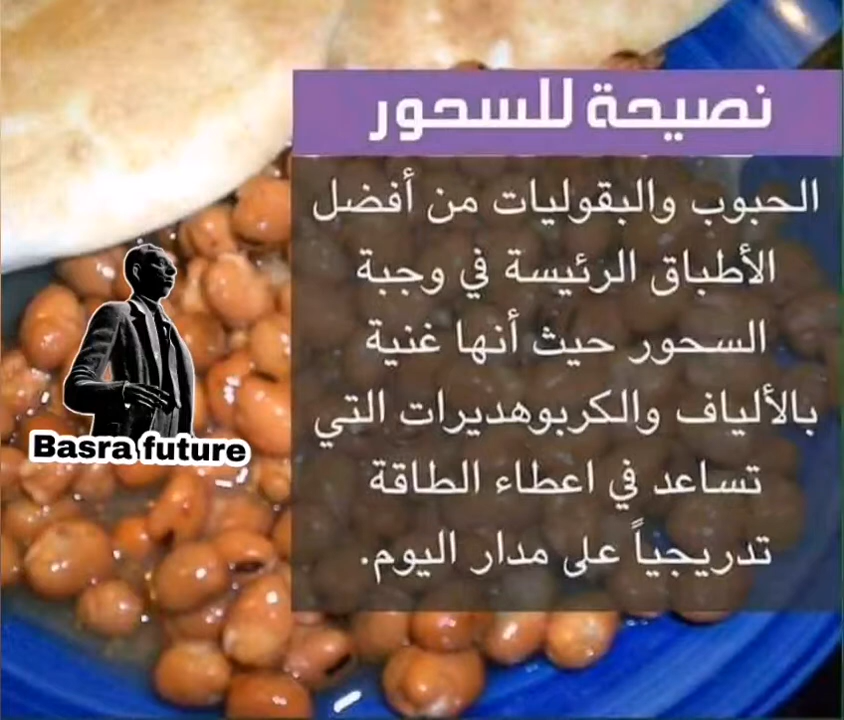 نصيحة للسحور
الحبوب والبقوليات من أفضل
الأطباق الرئيسة في وجبة
السحور حيث أنها غنية
بالألياف والكربوهديرات التي
تساعد في اعطاء الطاقة
تدريجياً على مدار اليوم.
Basra future